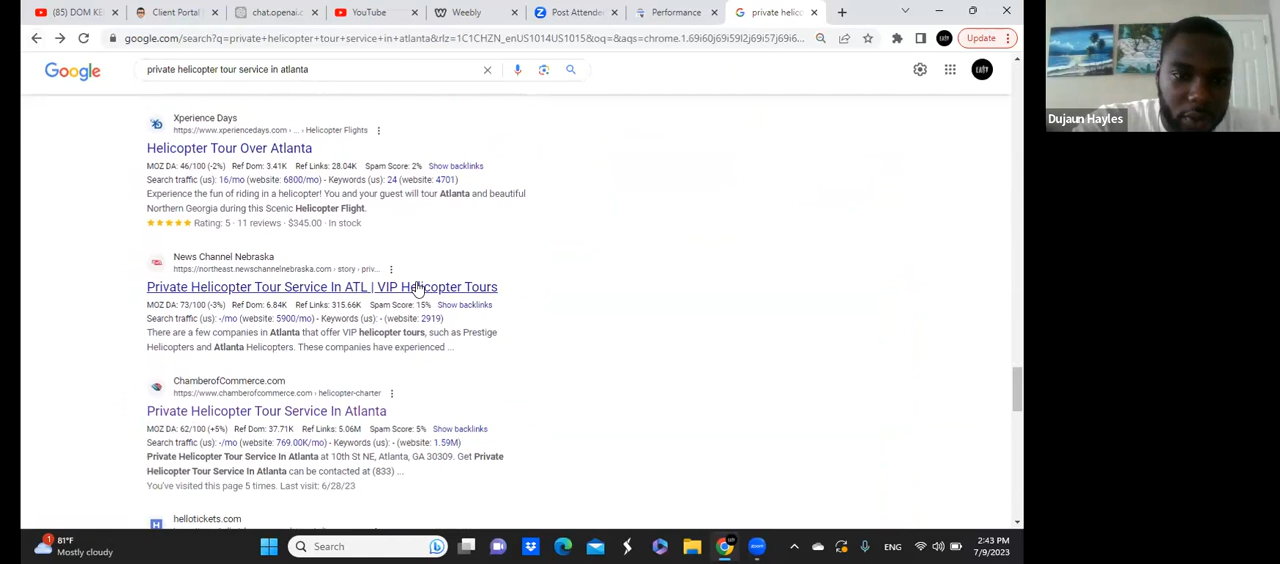 (85) DOM KE
Client Portal
chat.openai.c
YouTube
Weebly
Post Attende
Performance
private helico
google.com/search?q=private+helicopter+tour+service+in+atlanta&rlz=1C1CHZN_enUS1014US1015&oq=&aqs=chrome.1.69i60j69i59l2j69i57j69i6...
EASY
Update
Google
private helicopter tour service in atlanta
EASY
Xperience Days
https://www.xperiencedays.com › ... › Helicopter Flights
Helicopter Tour Over Atlanta
MOZ DA: 46/100 (-2%) Ref Dom: 3.41K Ref Links: 28.04K Spam Score: 2% Show backlinks
Search traffic (us): 16/mo (website: 6800/mo) - Keywords (us): 24 (website: 4701)
Experience the fun of riding in a helicopter! You and your guest will tour Atlanta and beautiful
Northern Georgia during this Scenic Helicopter Flight.
Rating: 5 · 11 reviews · $345.00 · In stock
News Channel Nebraska
https://northeast.newschannelnebraska.com › story › priv...
Private Helicopter Tour Service In ATL | VIP Helicopter Tours
MOZ DA: 73/100 (-3%) Ref Dom: 6.84K Ref Links: 315.66K Spam Score: 15% Show backlinks
Search traffic (us): -/mo (website: 5900/mo) - Keywords (us): - (website: 2919)
There are a few companies in Atlanta that offer VIP helicopter tours, such as Prestige
Helicopters and Atlanta Helicopters. These companies have experienced ...
ChamberofCommerce.com
https://www.chamberofcommerce.com › helicopter-charter
Private Helicopter Tour Service In Atlanta
MOZ DA: 62/100 (+5%) Ref Dom: 37.71K Ref Links: 5.06M Spam Score: 5% Show backlinks
Search traffic (us): -/mo (website: 769.00K/mo) - Keywords (us): - (website: 1.59M)
Private Helicopter Tour Service In Atlanta at 10th St NE, Atlanta, GA 30309. Get Private
Helicopter Tour Service In Atlanta can be contacted at (833) ...
You've visited this page 5 times. Last visit: 6/28/23
hellotickets.com
Dujaun Hayles
1
81°F
Mostly cloudy
Search
ENG
2:43 PM
7/9/2023